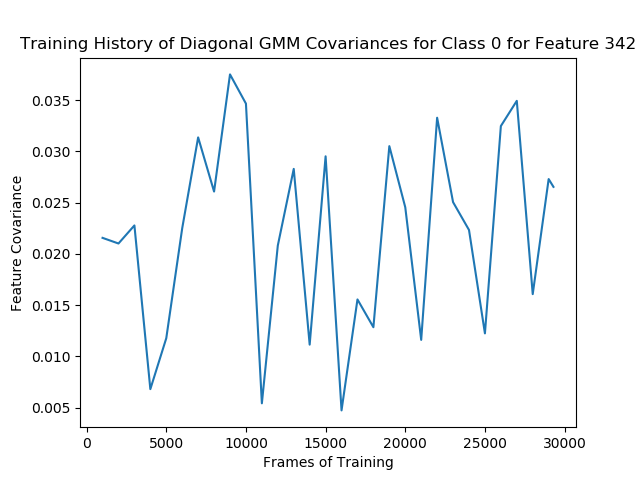 Training History of Diagonal GMM Covariances for Class 0 for Feature 342
0.035
0.030
0.025
0.020
0.015
0.010
0.005
Feature Covariance
0 5000 10000 15000 20000 25000 30000
Frames of Training